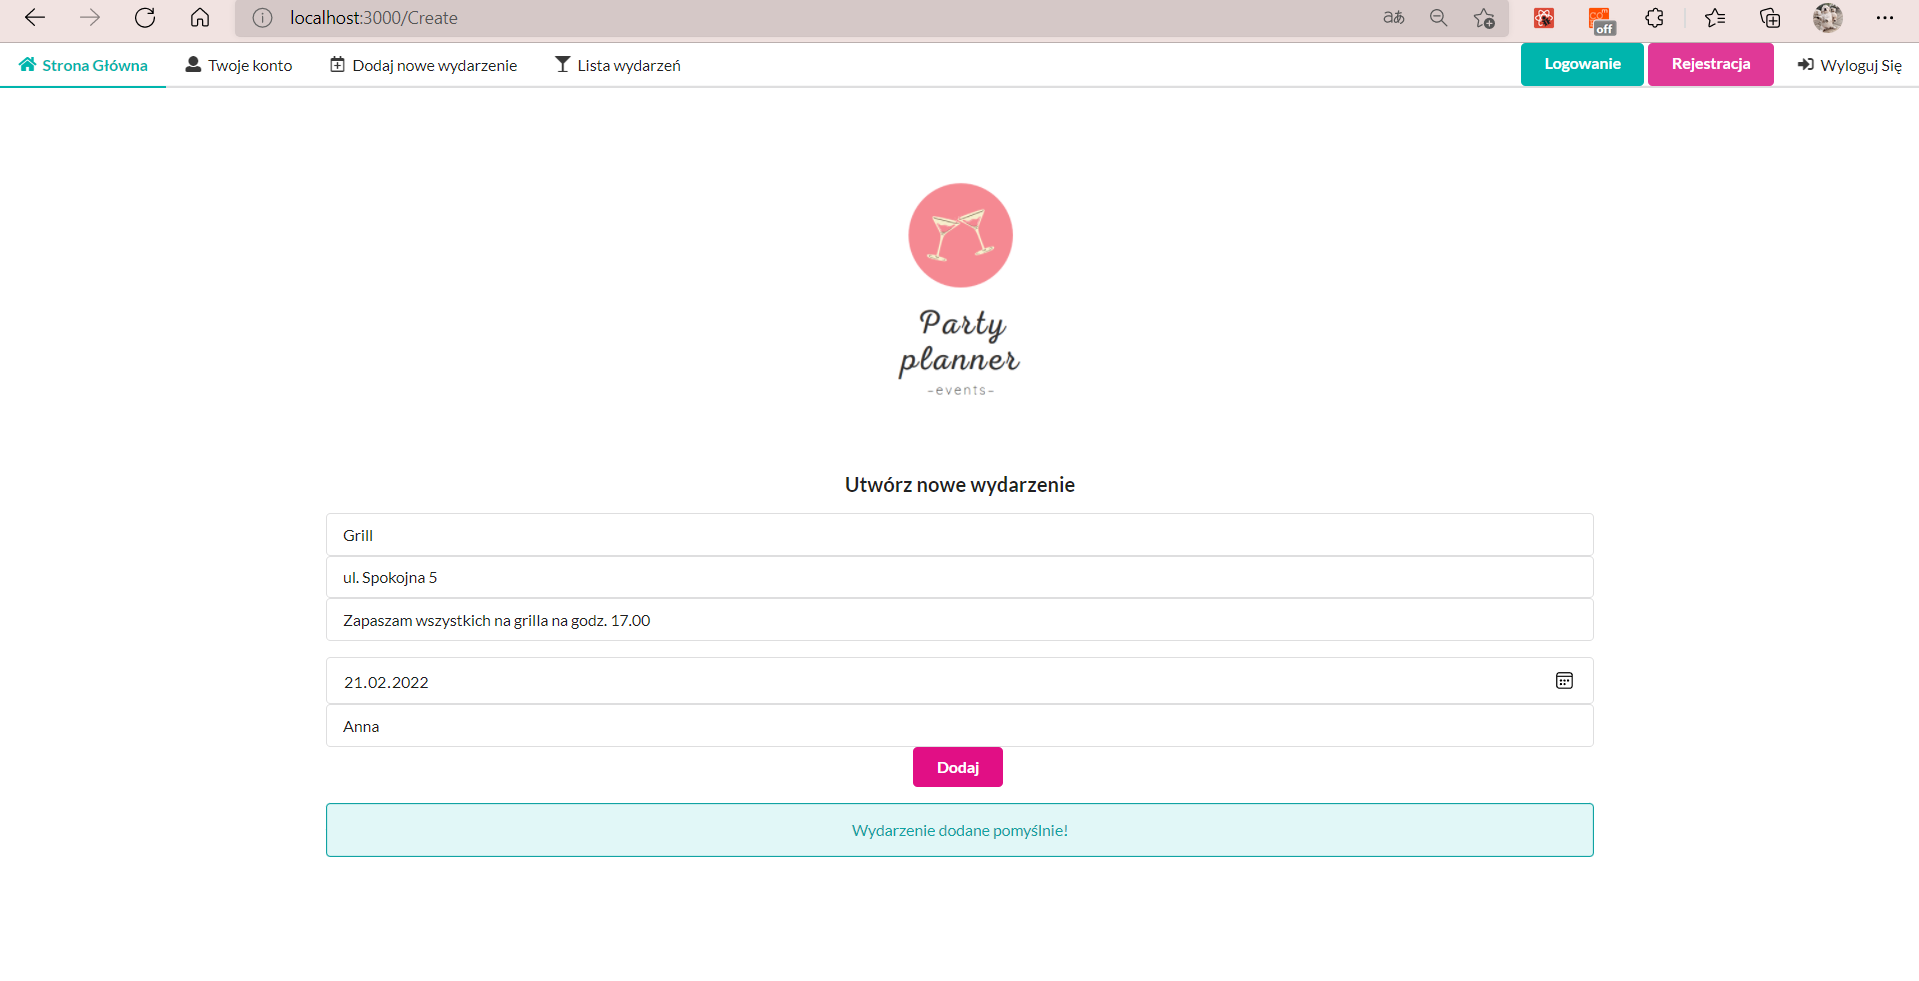 localhost:3000/Create
aあ
off
Strona Główna Twoje konto Dodaj nowe wydarzenie Lista wydarzeń Logowanie Rejestracja Wyloguj Się
Party
planner
-events-
Utwórz nowe wydarzenie
Grill
ul. Spokojna 5
Zapaszam wszystkich na grilla na godz. 17.00
21.02.2022
Anna
Dodaj
Wydarzenie dodane pomyślnie!